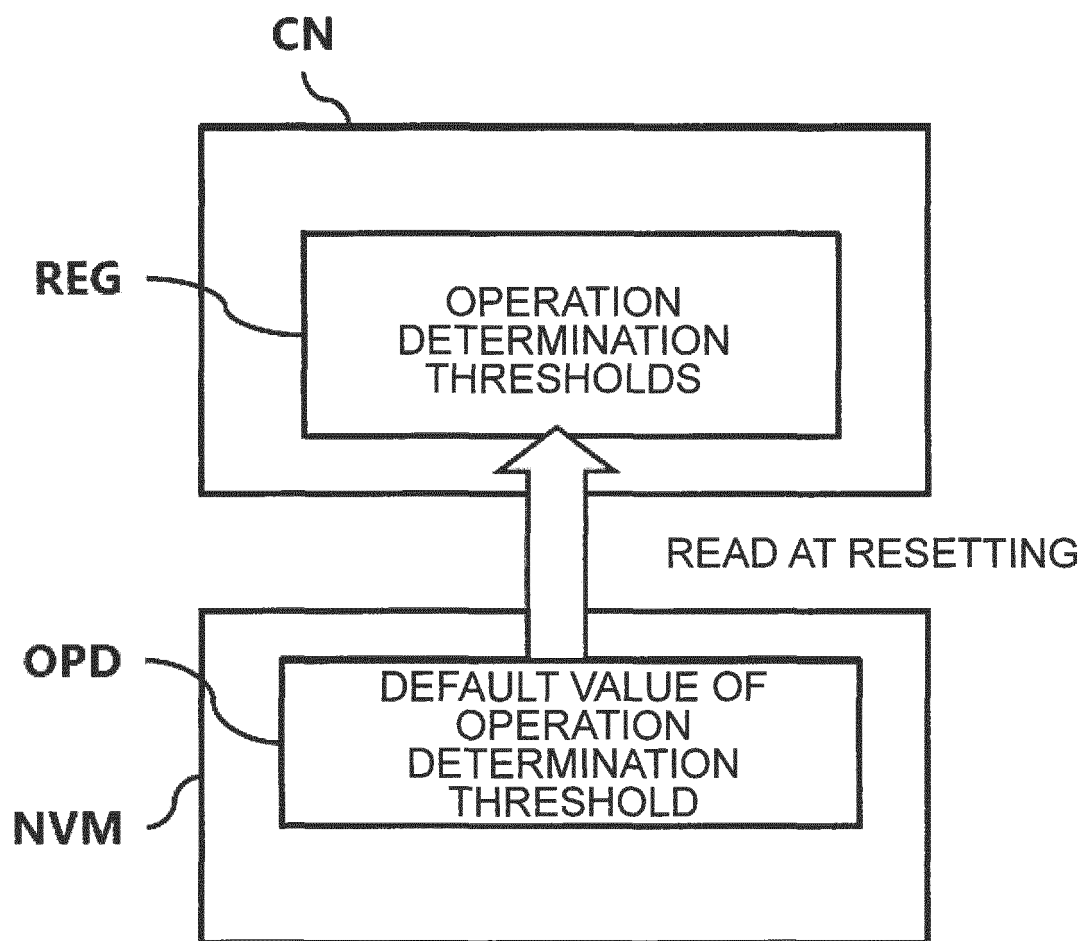 CN
REG
OPERATION
DETERMINATION
THRESHOLDS
READ AT RESETTING
OPD
DEFAULT VALUE OF
OPERATION
DETERMINATION
THRESHOLD
NVM